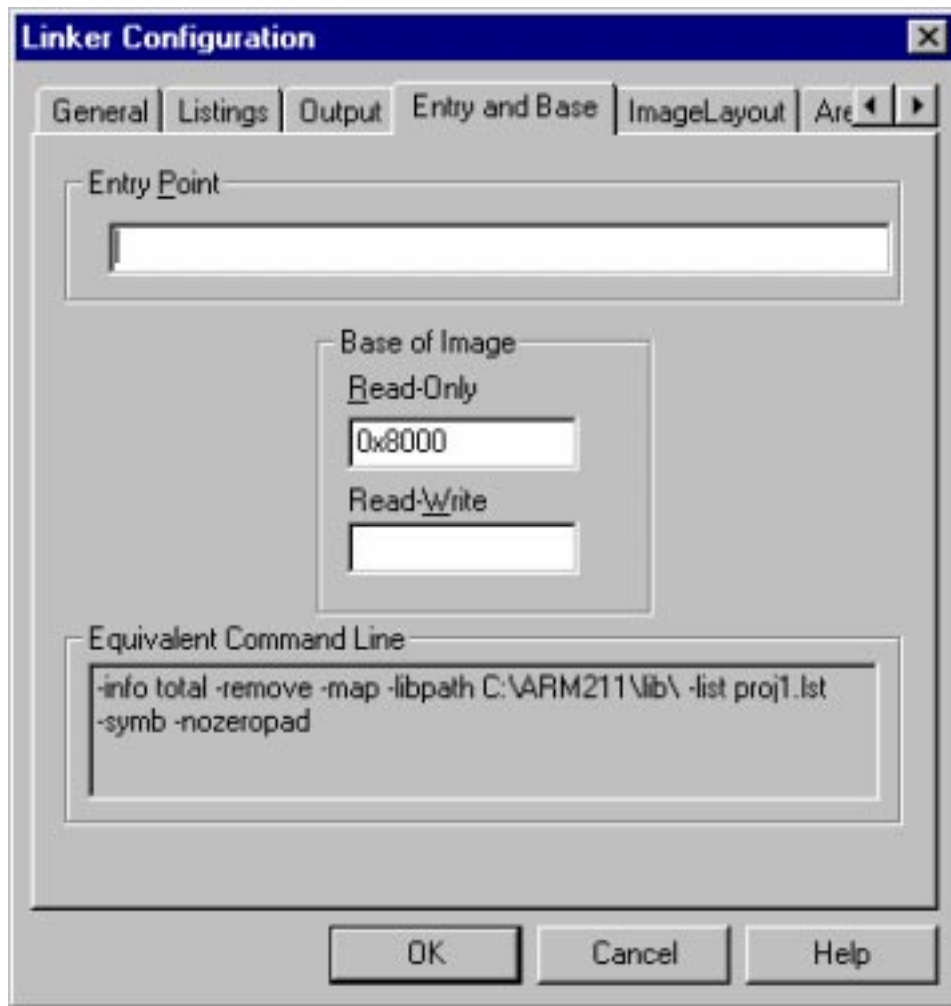 Linker Configuration
General Listings Output Entry and Base ImageLayout Are
Entry Point
Base of Image
Read-Only
0x8000
Read-Write
Equivalent Command Line
-info total -remove -map -libpath C:\ARM211\lib\ -list proj1.lst
-symb -nozeropad
OK Cancel Help